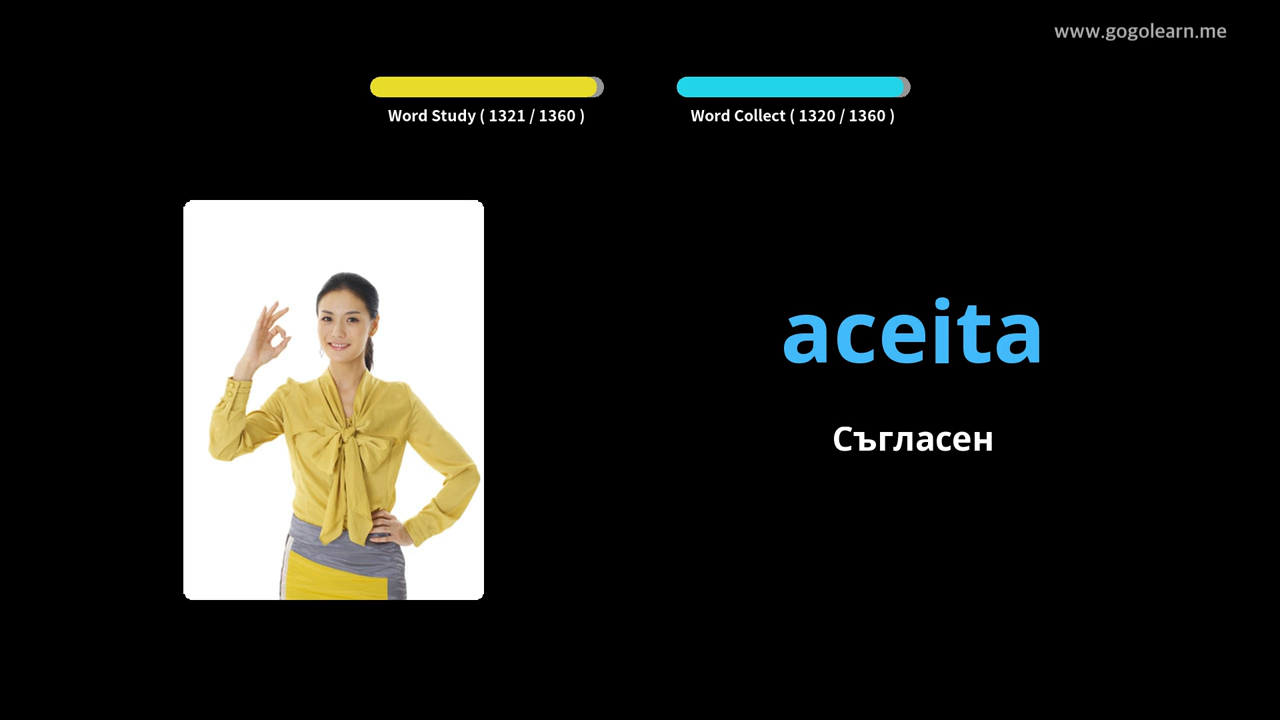 www.gogolearn.me
Word Study ( 1321 / 1360 )
Word Collect ( 1320 / 1360 )
aceita
Съгласен